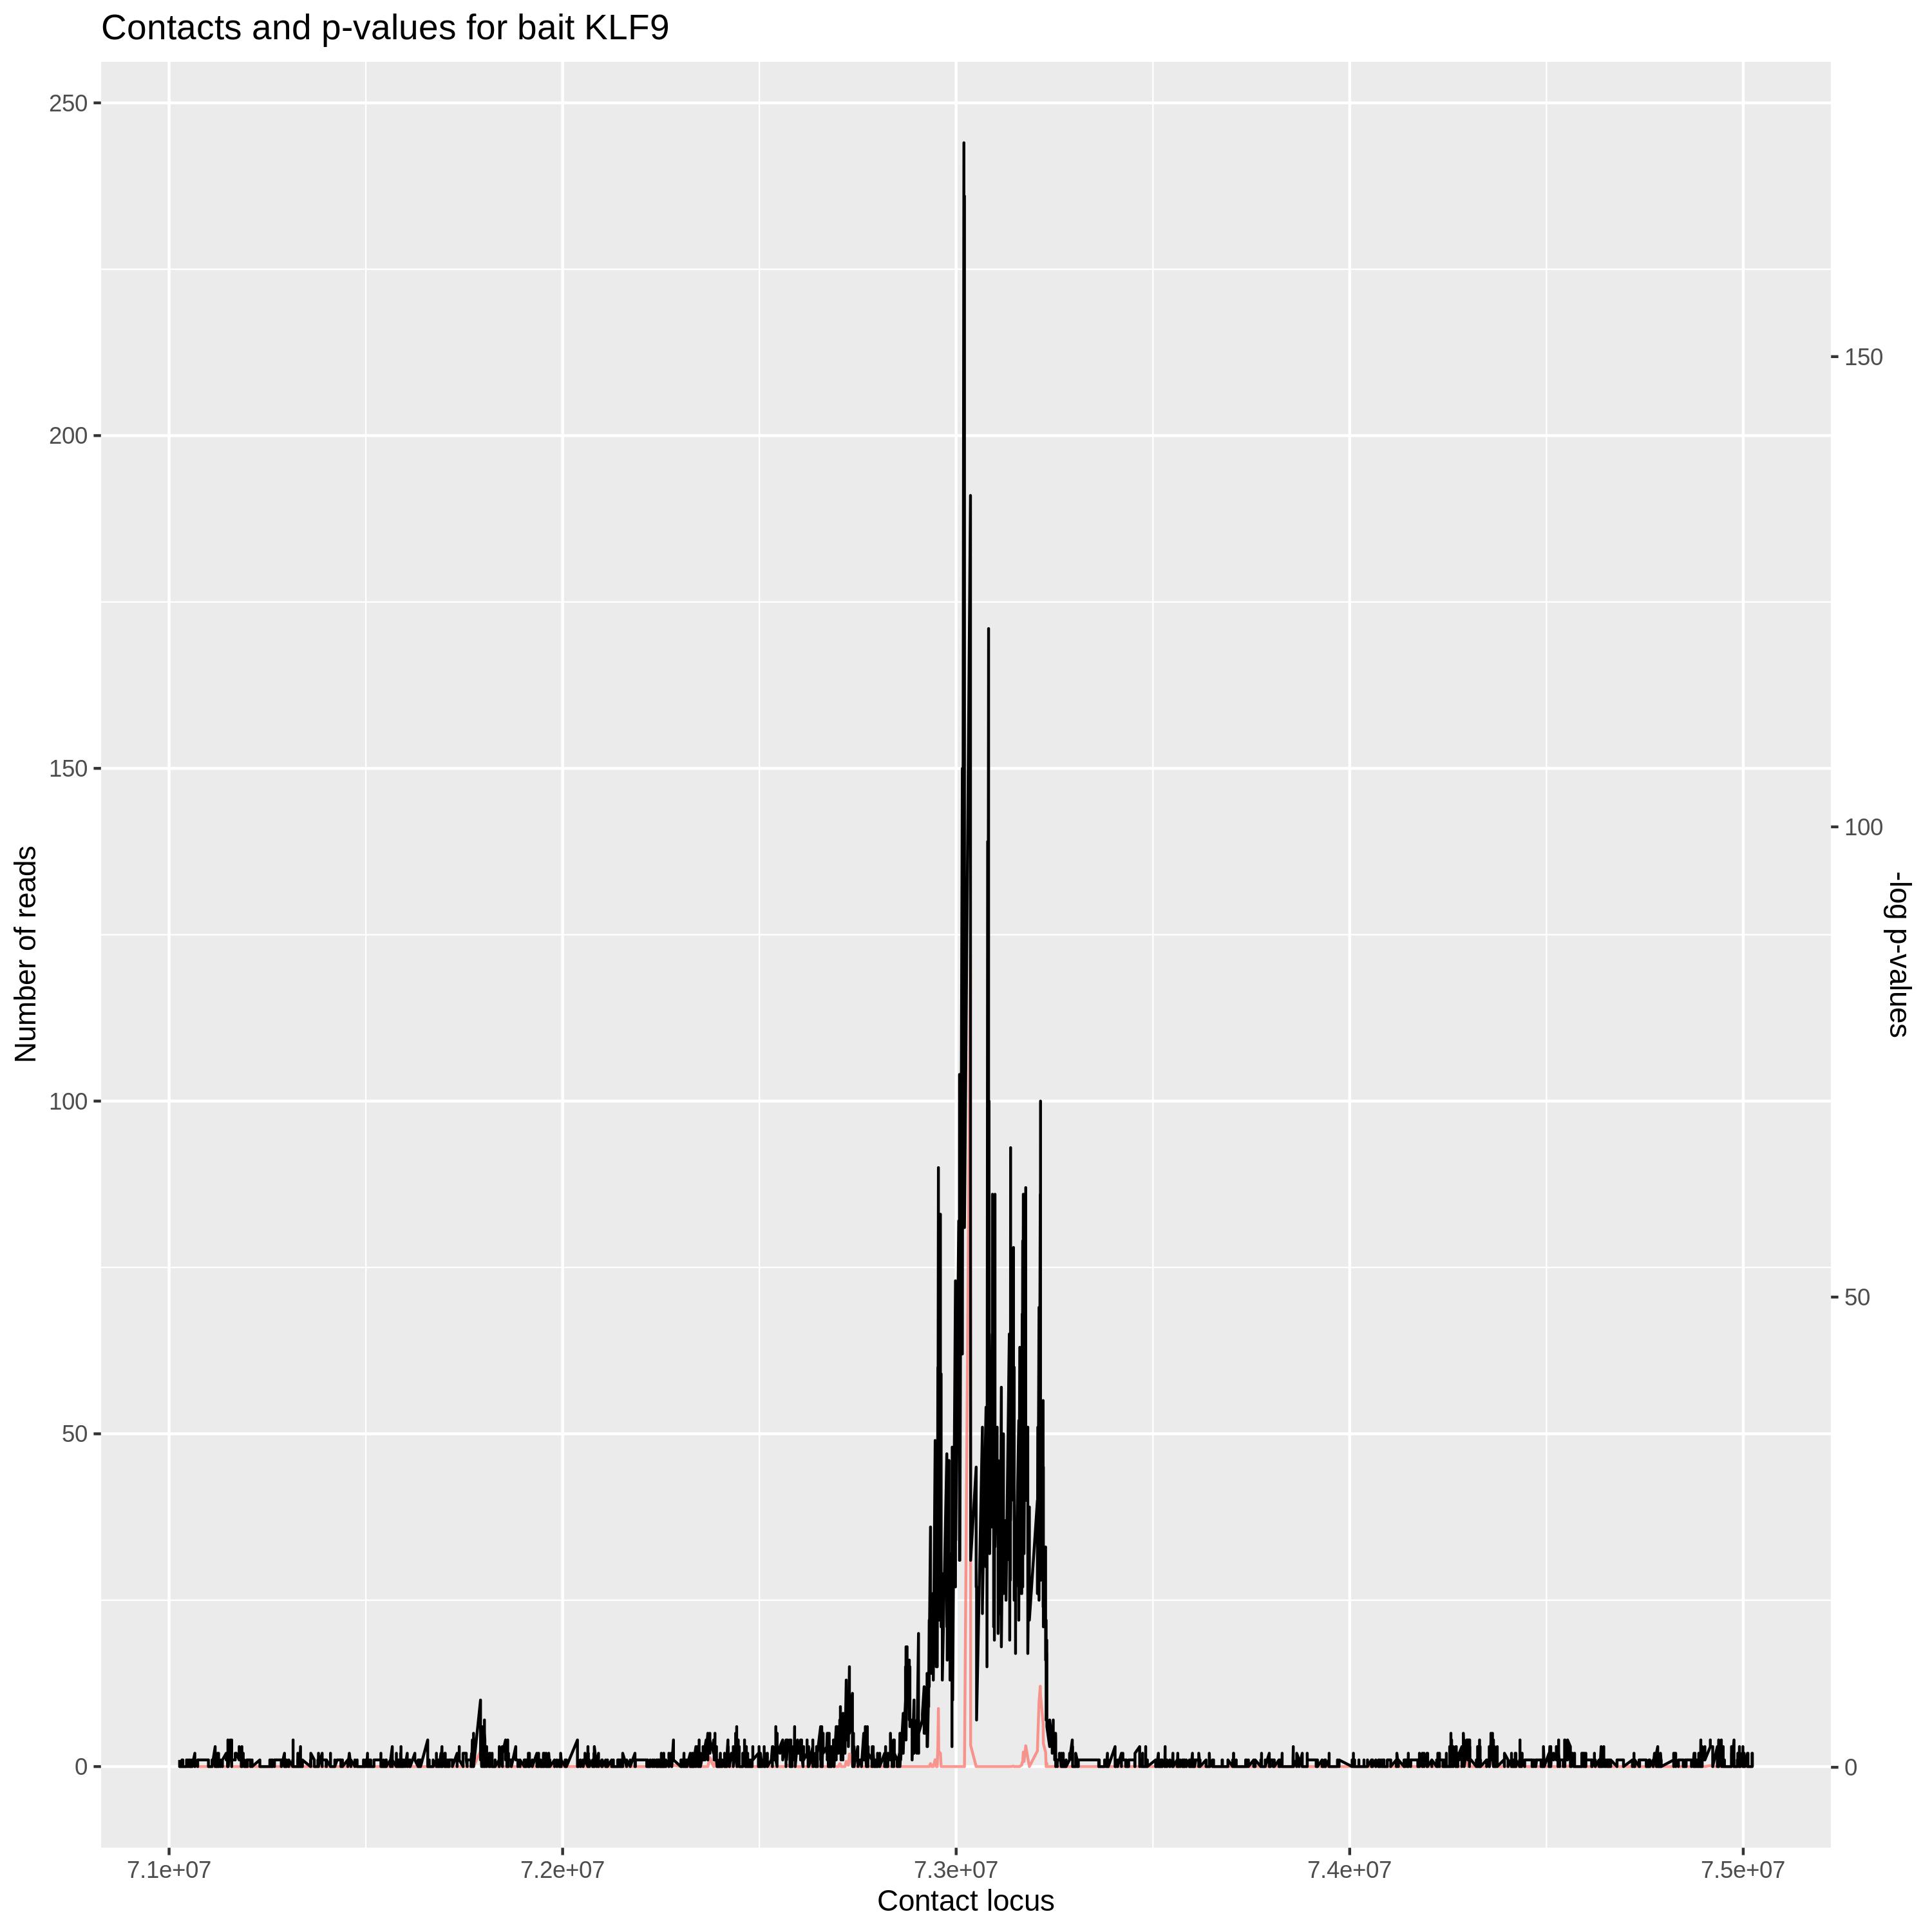 Contacts and p-values for bait KLF9
250
200
150
100
50
0
Number of reads
150
100
50
0
-log p-values
7.1e+07
7.2e+07
7.3e+07
7.4e+07
7.5e+07
Contact locus